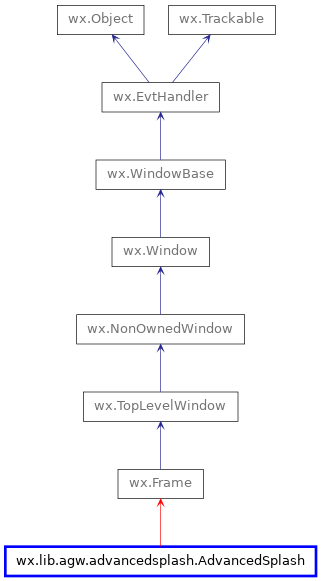 wx.Object
wx.Trackable
wx.EvtHandler
wx.WindowBase
wx.Window
wx.NonOwnedWindow
wx.TopLevelWindow
wx.Frame
wx.lib.agw.advancedsplash.AdvancedSplash